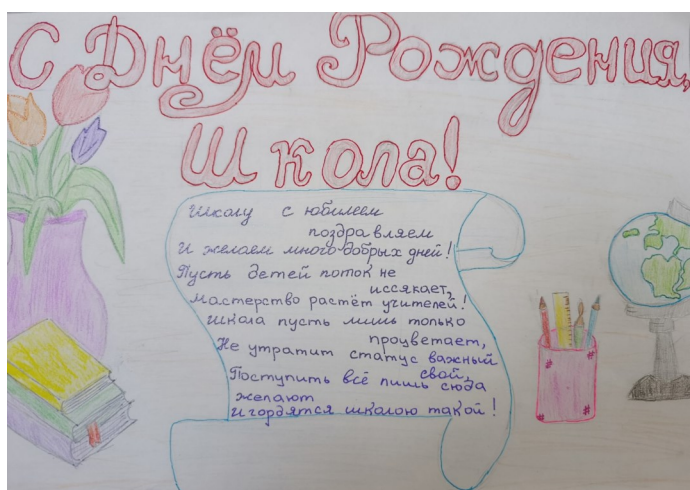 С Днём Рождения,
Школа!
Школу с юбилеем
поздравляем
И желаем много добрых дней!
Пусть детей поток не
иссякает,
Мастерство растёт учителей!
Школа пусть лишь только
процветает,
Не утратит статус важный
свой,
Поступить всё лишь сюда
желают
И гордятся школою такой!